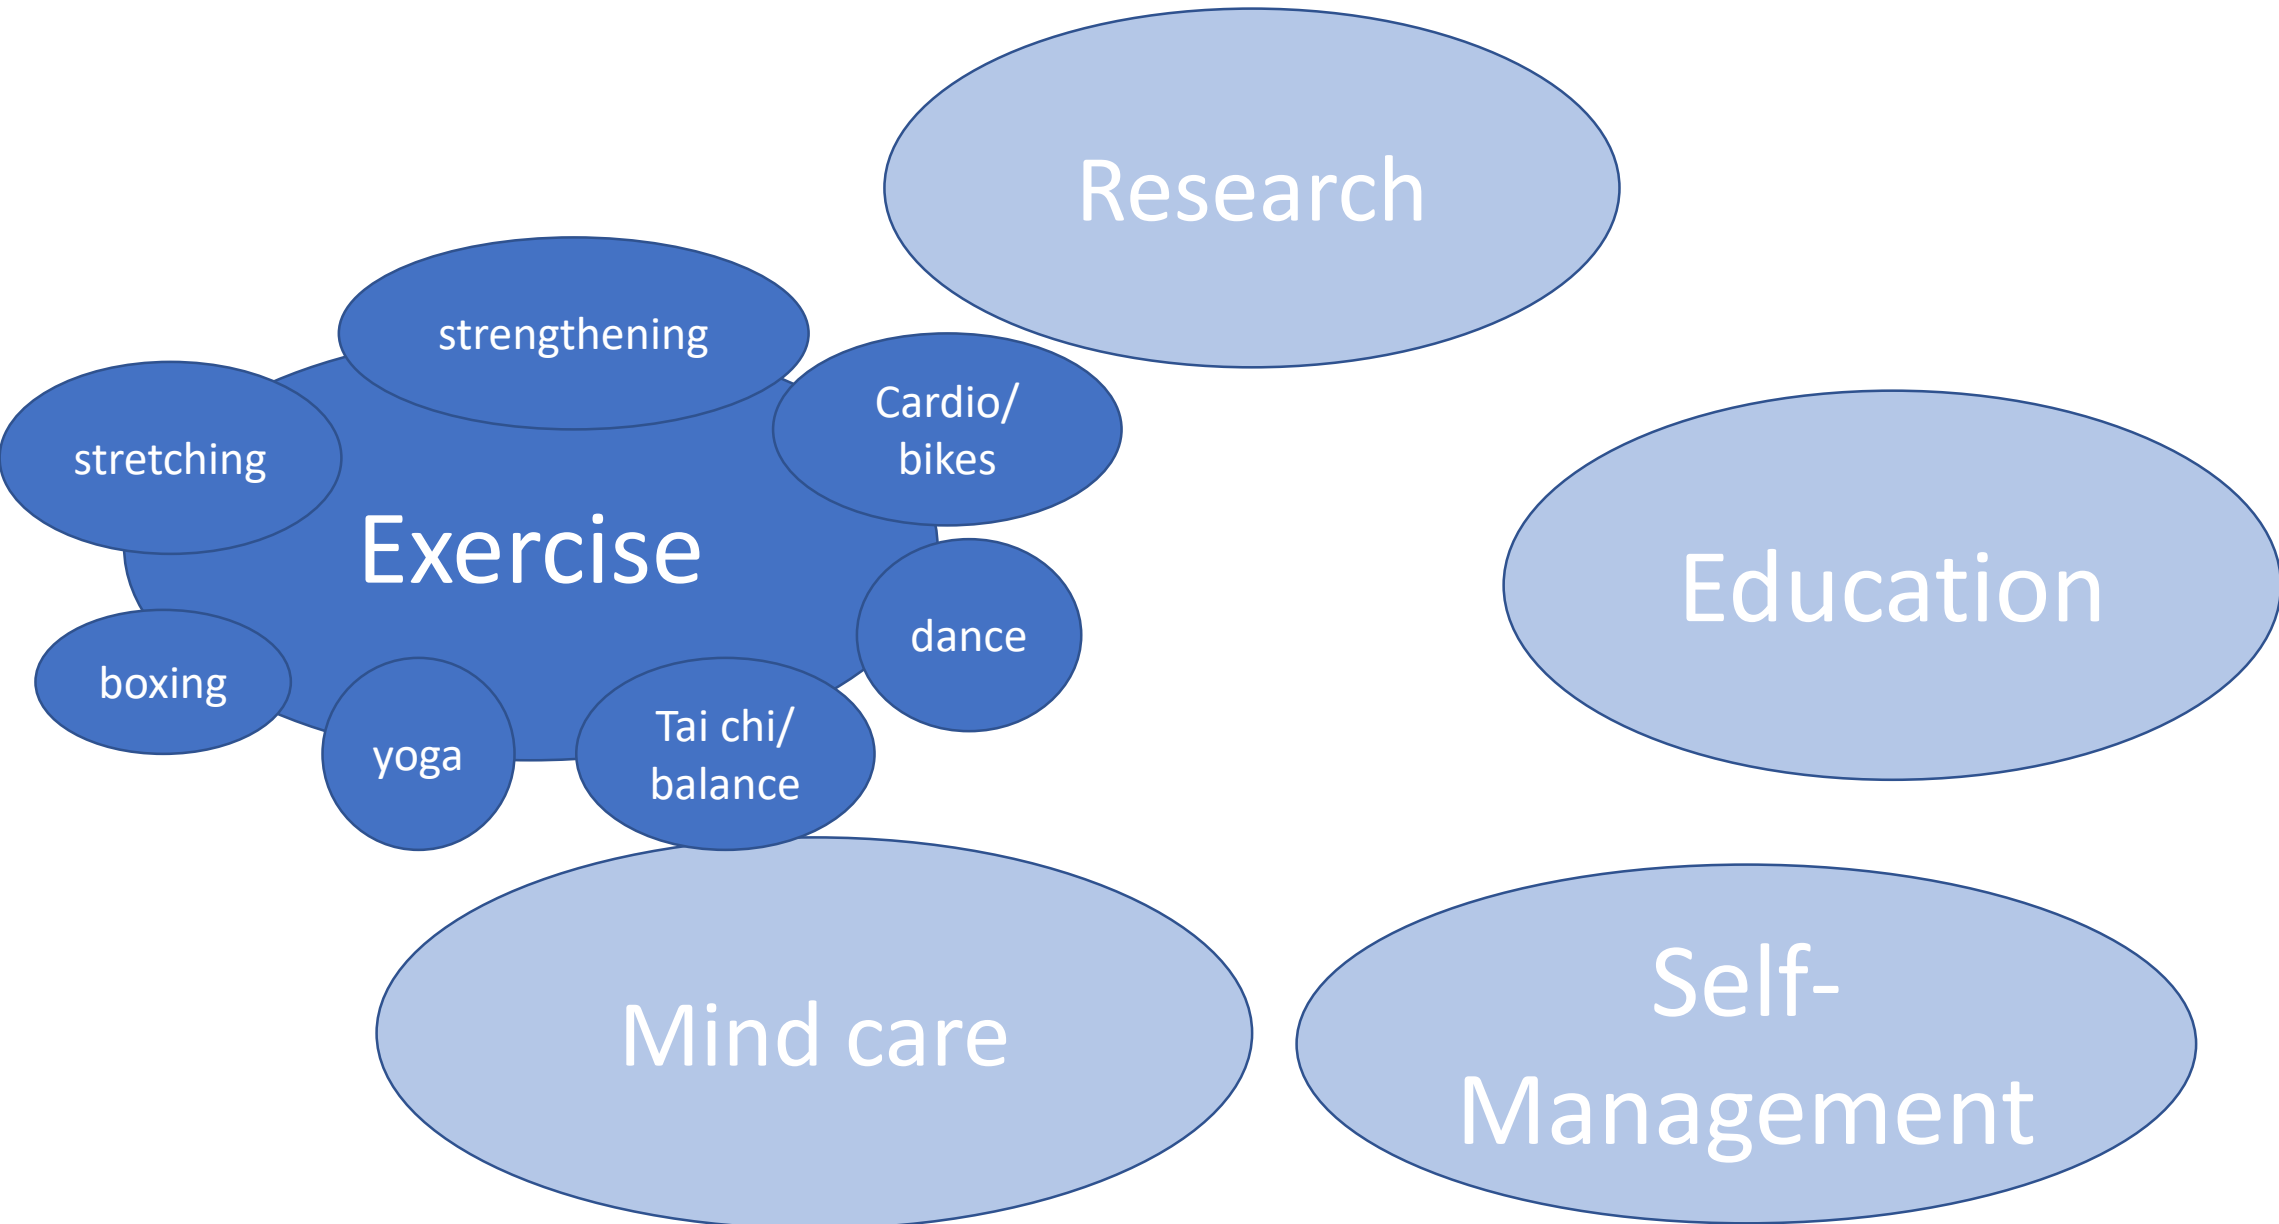 Research
strengthening
Cardio/
bikes
stretching
Exercise
Education
dance
boxing
yoga
Tai chi/
balance
Mind care
Self-
Management